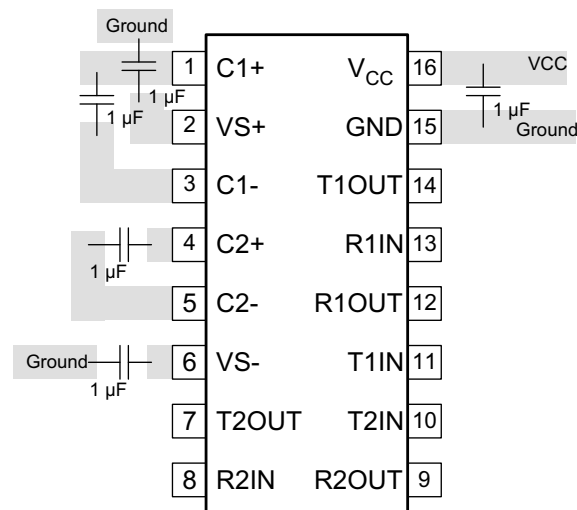 Ground
1 C1+ VCC 16 VCC
1 µF
1 µF
1 µF
2 VS+ GND 15 Ground
3 C1- T1OUT 14
4 C2+ R1IN 13
1 µF
5 C2- R1OUT 12
Ground 6 VS- T1IN 11
1 µF
7 T2OUT T2IN 10
8 R2IN R2OUT 9